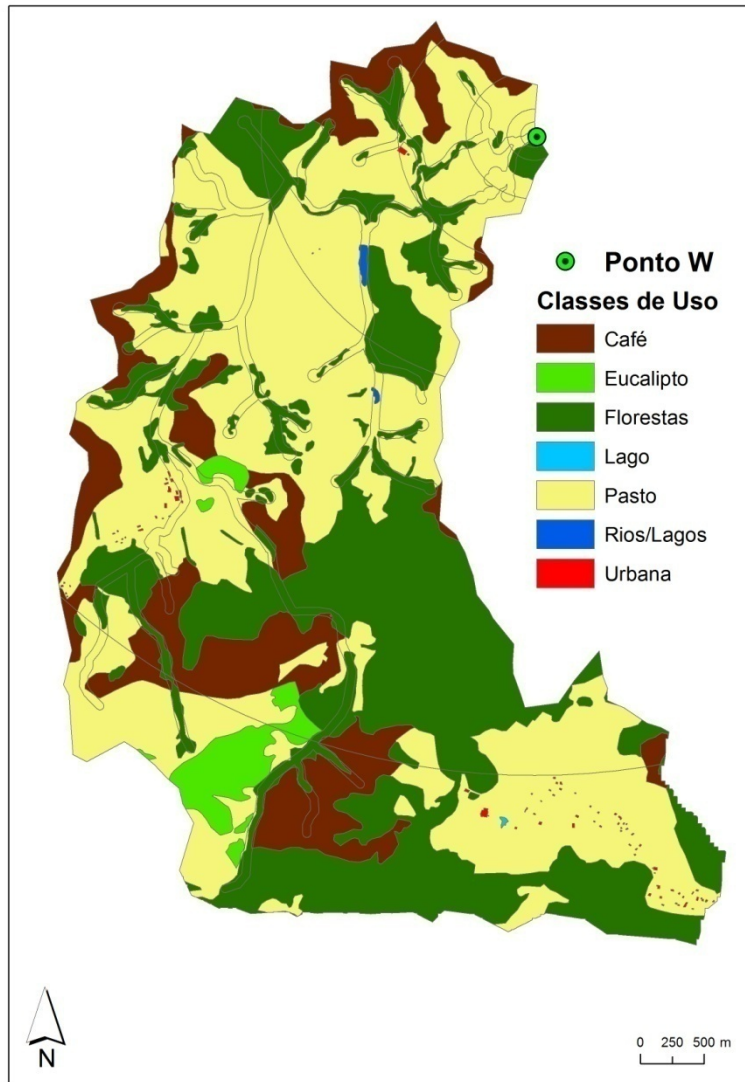 Ponto W
Classes de Uso
Café
Eucalipto
Florestas
Lago
Pasto
Rios/Lagos
Urbana
N
0 250 500 m